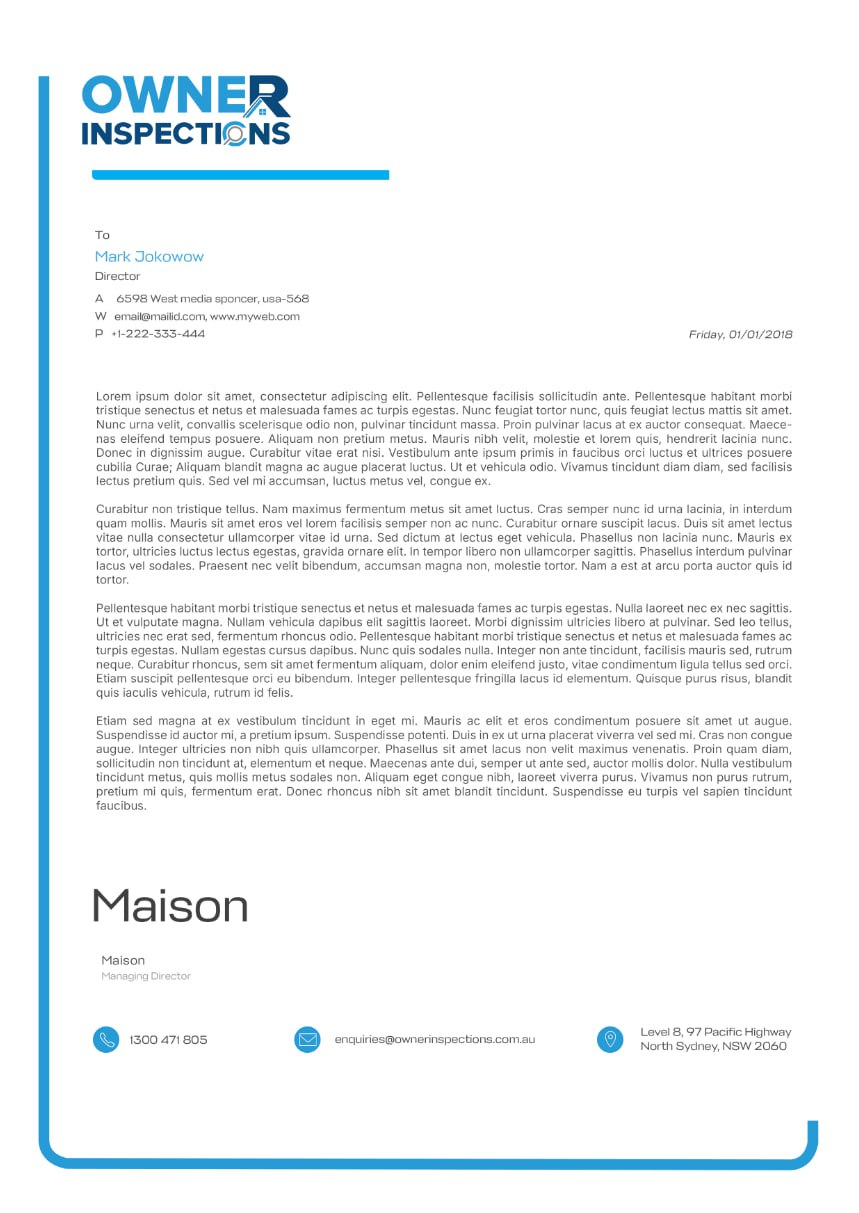 OWNER
INSPECTIONS
To
Mark Jokowow
Director
A 6598 West media sponcer, usa-568
W email@mailid.com, www.myweb.com
P +1-222-333-444
Friday, 01/01/2018
Lorem ipsum dolor sit amet, consectetur adipiscing elit. Pellentesque facilisis sollicitudin ante. Pellentesque habitant morbi
tristique senectus et netus et malesuada fames ac turpis egestas. Nunc feugiat tortor nunc, quis feugiat lectus mattis sit amet.
Nunc urna velit, convallis scelerisque odio non, pulvinar tincidunt massa. Proin pulvinar lacus at ex auctor consequat. Maece-
nas eleifend tempus posuere. Aliquam non pretium metus. Mauris nibh velit, molestie et lorem quis, hendrerit lacinia nunc.
Donec in dignissim augue. Curabitur vitae erat nisi. Vestibulum ante ipsum primis in faucibus orci luctus et ultrices posuere
cubilia Curae; Aliquam blandit magna ac augue placerat luctus. Ut et vehicula odio. Vivamus tincidunt diam diam, sed facilisis
lectus pretium quis. Sed vel mi accumsan, luctus metus vel, congue ex.
Curabitur non tristique tellus. Nam maximus fermentum metus sit amet luctus. Cras semper nunc id urna lacinia, in interdum
quam mollis. Mauris sit amet eros vel lorem facilisis semper non ac nunc. Curabitur ornare suscipit lacus. Duis sit amet lectus
vitae nulla consectetur ullamcorper vitae id urna. Sed dictum at lectus eget vehicula. Phasellus non lacinia nunc. Mauris ex
tortor, ultricies luctus lectus egestas, gravida ornare elit. In tempor libero non ullamcorper sagittis. Phasellus interdum pulvinar
lacus vel sodales. Praesent nec velit bibendum, accumsan magna non, molestie tortor. Nam a est at arcu porta auctor quis id
tortor.
Pellentesque habitant morbi tristique senectus et netus et malesuada fames ac turpis egestas. Nulla laoreet nec ex nec sagittis.
Ut et vulputate magna. Nullam vehicula dapibus elit sagittis laoreet. Morbi dignissim ultricies libero at pulvinar. Sed leo tellus,
ultricies nec erat sed, fermentum rhoncus odio. Pellentesque habitant morbi tristique senectus et netus et malesuada fames ac
turpis egestas. Nullam egestas cursus dapibus. Nunc quis sodales nulla. Integer non ante tincidunt, facilisis mauris sed, rutrum
neque. Curabitur rhoncus, sem sit amet fermentum aliquam, dolor enim eleifend justo, vitae condimentum ligula tellus sed orci.
Etiam suscipit pellentesque orci eu bibendum. Integer pellentesque fringilla lacus id elementum. Quisque purus risus, blandit
quis iaculis vehicula, rutrum id felis.
Etiam sed magna at ex vestibulum tincidunt in eget mi. Mauris ac elit et eros condimentum posuere sit amet ut augue.
Suspendisse id auctor mi, a pretium ipsum. Suspendisse potenti. Duis in ex ut urna placerat viverra vel sed mi. Cras non congue
augue. Integer ultricies non nibh quis ullamcorper. Phasellus sit amet lacus non velit maximus venenatis. Proin quam diam,
sollicitudin non tincidunt at, elementum et neque. Maecenas ante dui, semper ut ante sed, auctor mollis dolor. Nulla vestibulum
tincidunt metus, quis mollis metus sodales non. Aliquam eget congue nibh, laoreet viverra purus. Vivamus non purus rutrum,
pretium mi quis, fermentum erat. Donec rhoncus nibh sit amet blandit tincidunt. Suspendisse eu turpis vel sapien tincidunt
faucibus.
Maison
Maison
Managing Director
1300 471 805
enquiries@ownerinspections.com.au
Level 8, 97 Pacific Highway
North Sydney, NSW 2060